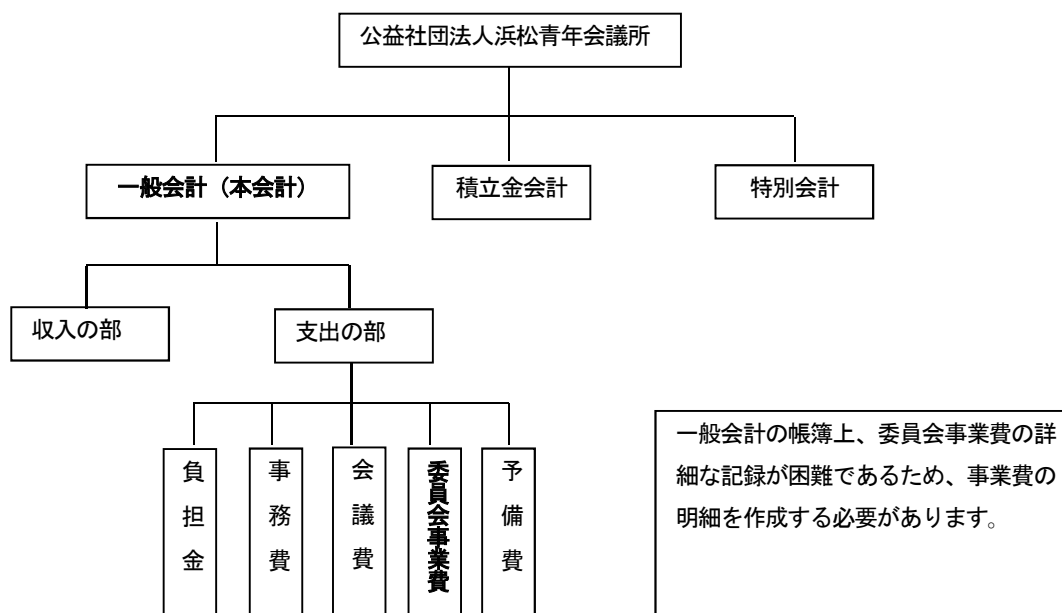 公益社団法人浜松青年会議所
一般会計（本会計）
積立金会計
特別会計
収入の部
支出の部
負担金
事務費
会議費
委員会事業費
予備費
一般会計の帳簿上、委員会事業費の詳
細な記録が困難であるため、事業費の
明細を作成する必要があります。